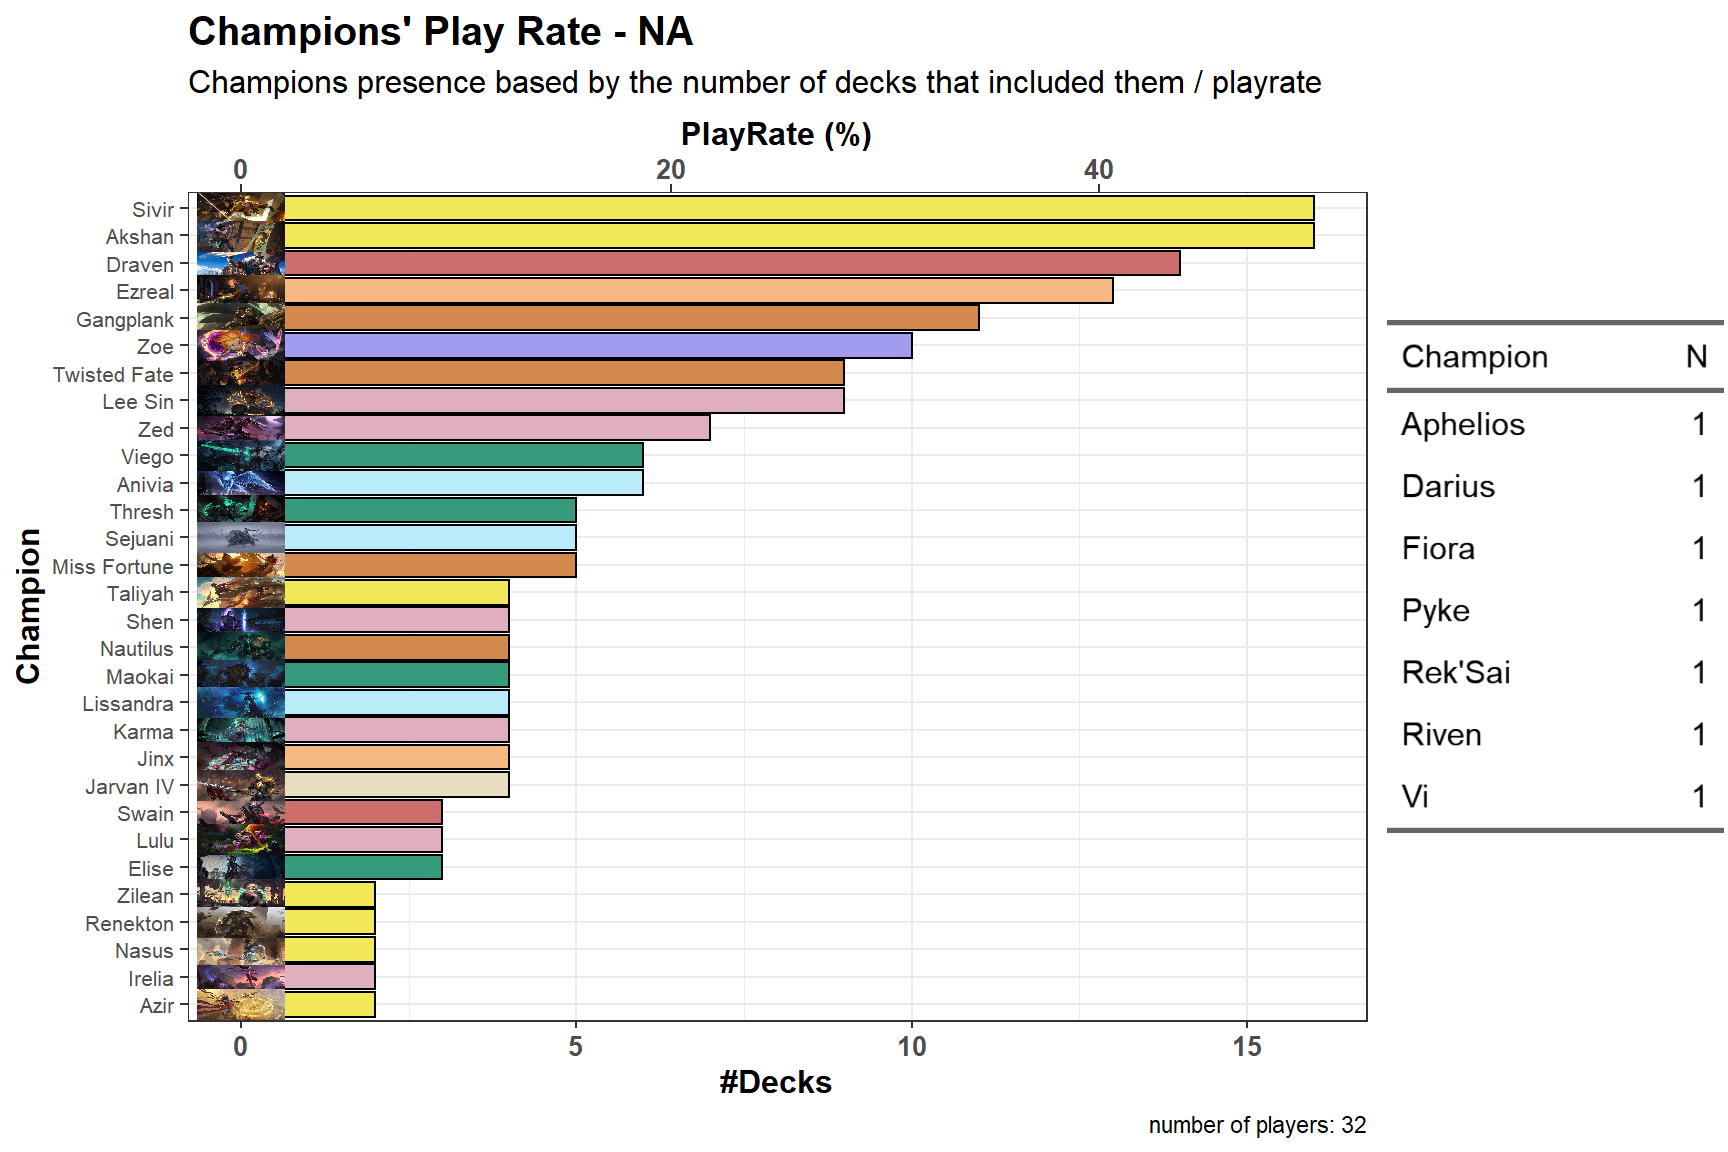 Champions' Play Rate - NA
Champions presence based by the number of decks that included them / playrate
PlayRate (%)
0 20 40
Sivir
Akshan
Draven
Ezreal
Gangplank
Zoe
Twisted Fate
Lee Sin
Zed
Viego
Anivia
Thresh
Sejuani
Miss Fortune
Taliyah
Shen
Nautilus
Maokai
Lissandra
Karma
Jinx
Jarvan IV
Swain
Lulu
Elise
Zilean
Renekton
Nasus
Irelia
Azir
Champion
0 5 10 15
#Decks
number of players: 32
Champion N
Aphelios 1
Darius 1
Fiora 1
Pyke 1
Rek'Sai 1
Riven 1
Vi 1